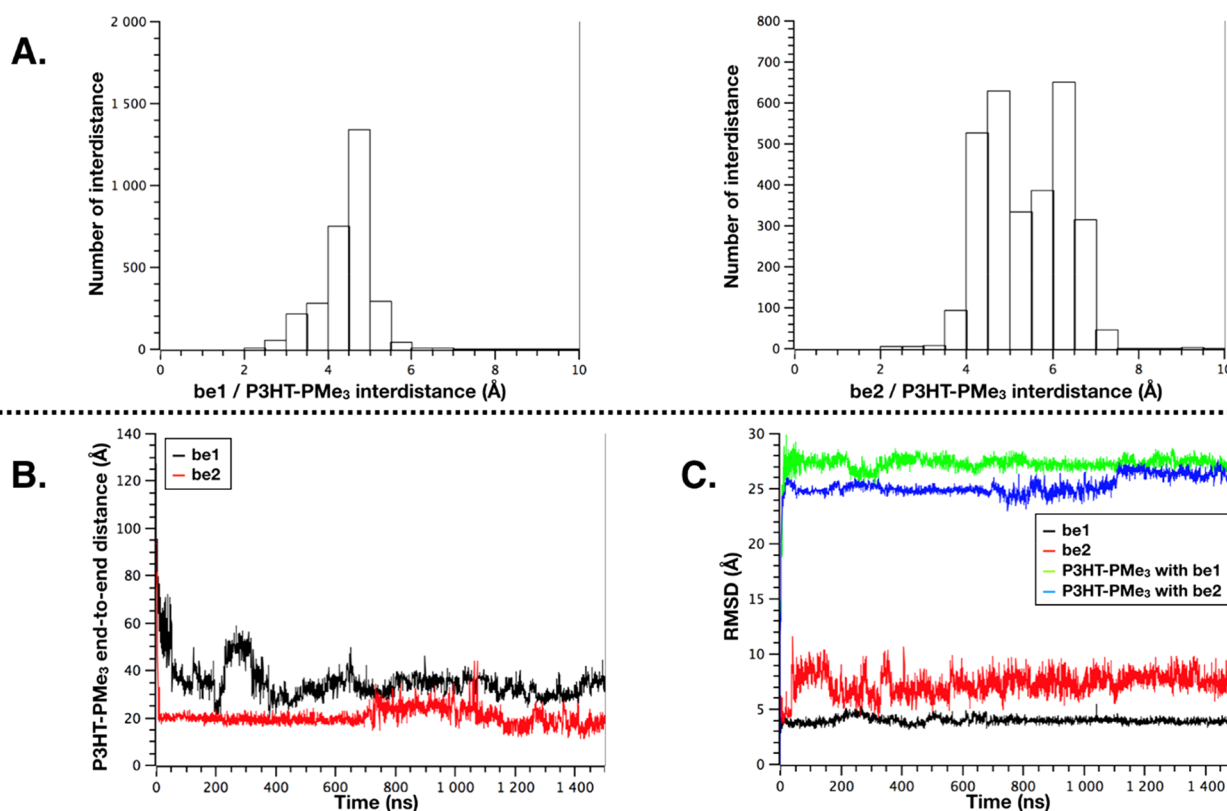 A.
Number of interdistance
2 000
1 500
1 000
500
0
0 2 4 6 8 10
be1 / P3HT-PMe₃ interdistance (Å)
Number of interdistance
800
700
600
500
400
300
200
100
0
0 2 4 6 8 10
be2 / P3HT-PMe₃ interdistance (Å)
B.
P3HT-PMe₃ end-to-end distance (Å)
140
120
100
80
60
40
20
0
be1
be2
0 200 400 600 800 1 000 1 200 1 400
Time (ns)
C.
RMSD (Å)
30
25
20
15
10
5
0
be1
be2
P3HT-PMe₃ with be1
P3HT-PMe₃ with be2
0 200 400 600 800 1 000 1 200 1 400
Time (ns)